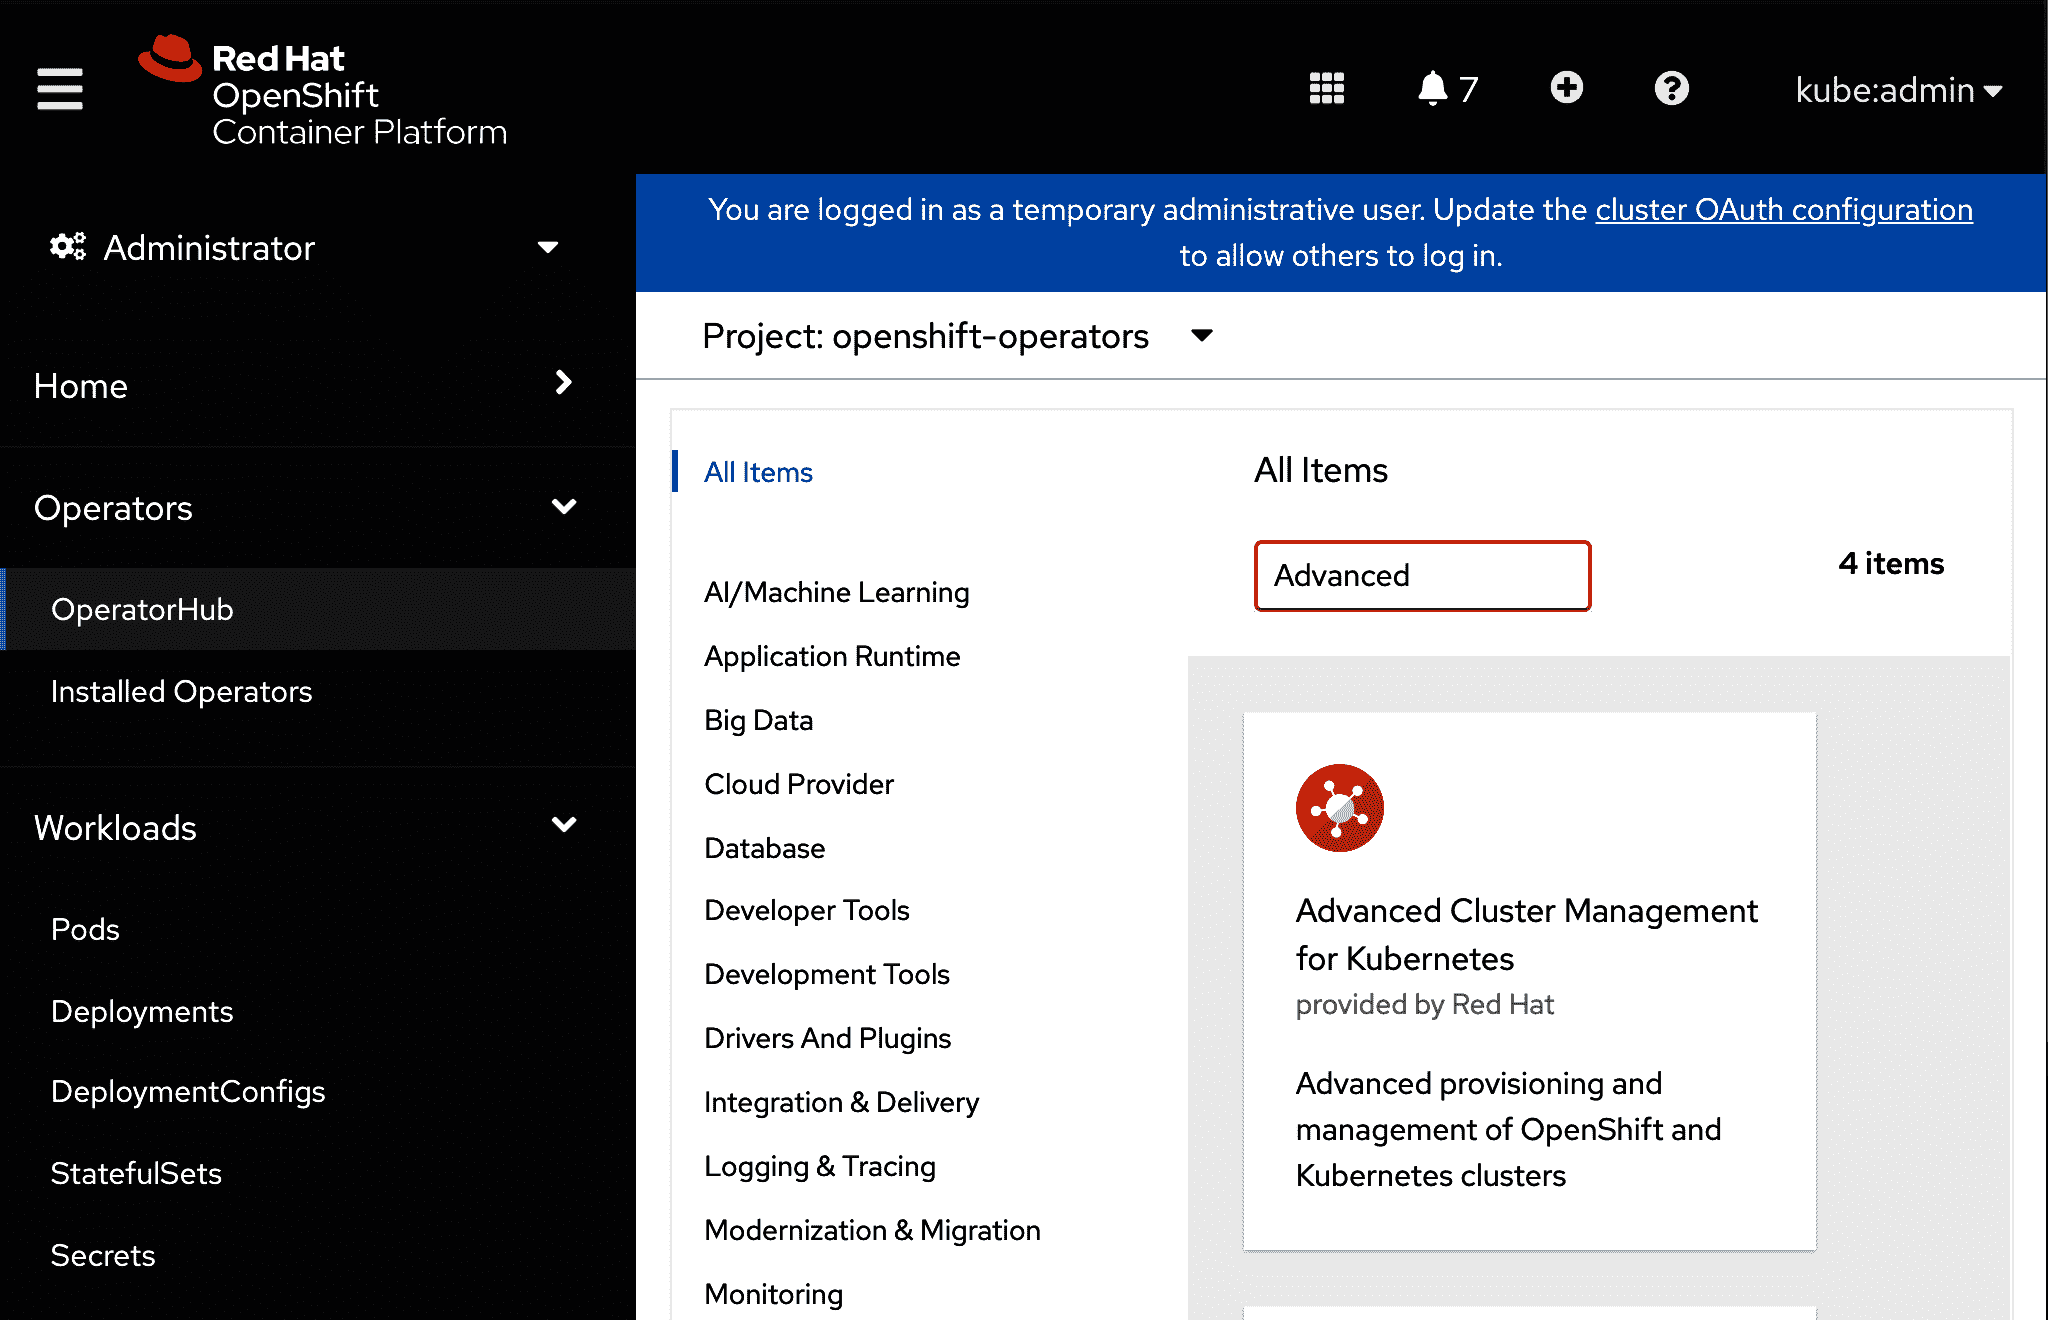 Red Hat
OpenShift
Container Platform
7
kube:admin
Administrator
Home
Operators
OperatorHub
Installed Operators
Workloads
Pods
Deployments
DeploymentConfigs
StatefulSets
Secrets
You are logged in as a temporary administrative user. Update the cluster OAuth configuration
to allow others to log in.
Project: openshift-operators
All Items
AI/Machine Learning
Application Runtime
Big Data
Cloud Provider
Database
Developer Tools
Development Tools
Drivers And Plugins
Integration & Delivery
Logging & Tracing
Modernization & Migration
Monitoring
All Items
Advanced
4 items
Advanced Cluster Management
for Kubernetes
provided by Red Hat
Advanced provisioning and
management of OpenShift and
Kubernetes clusters